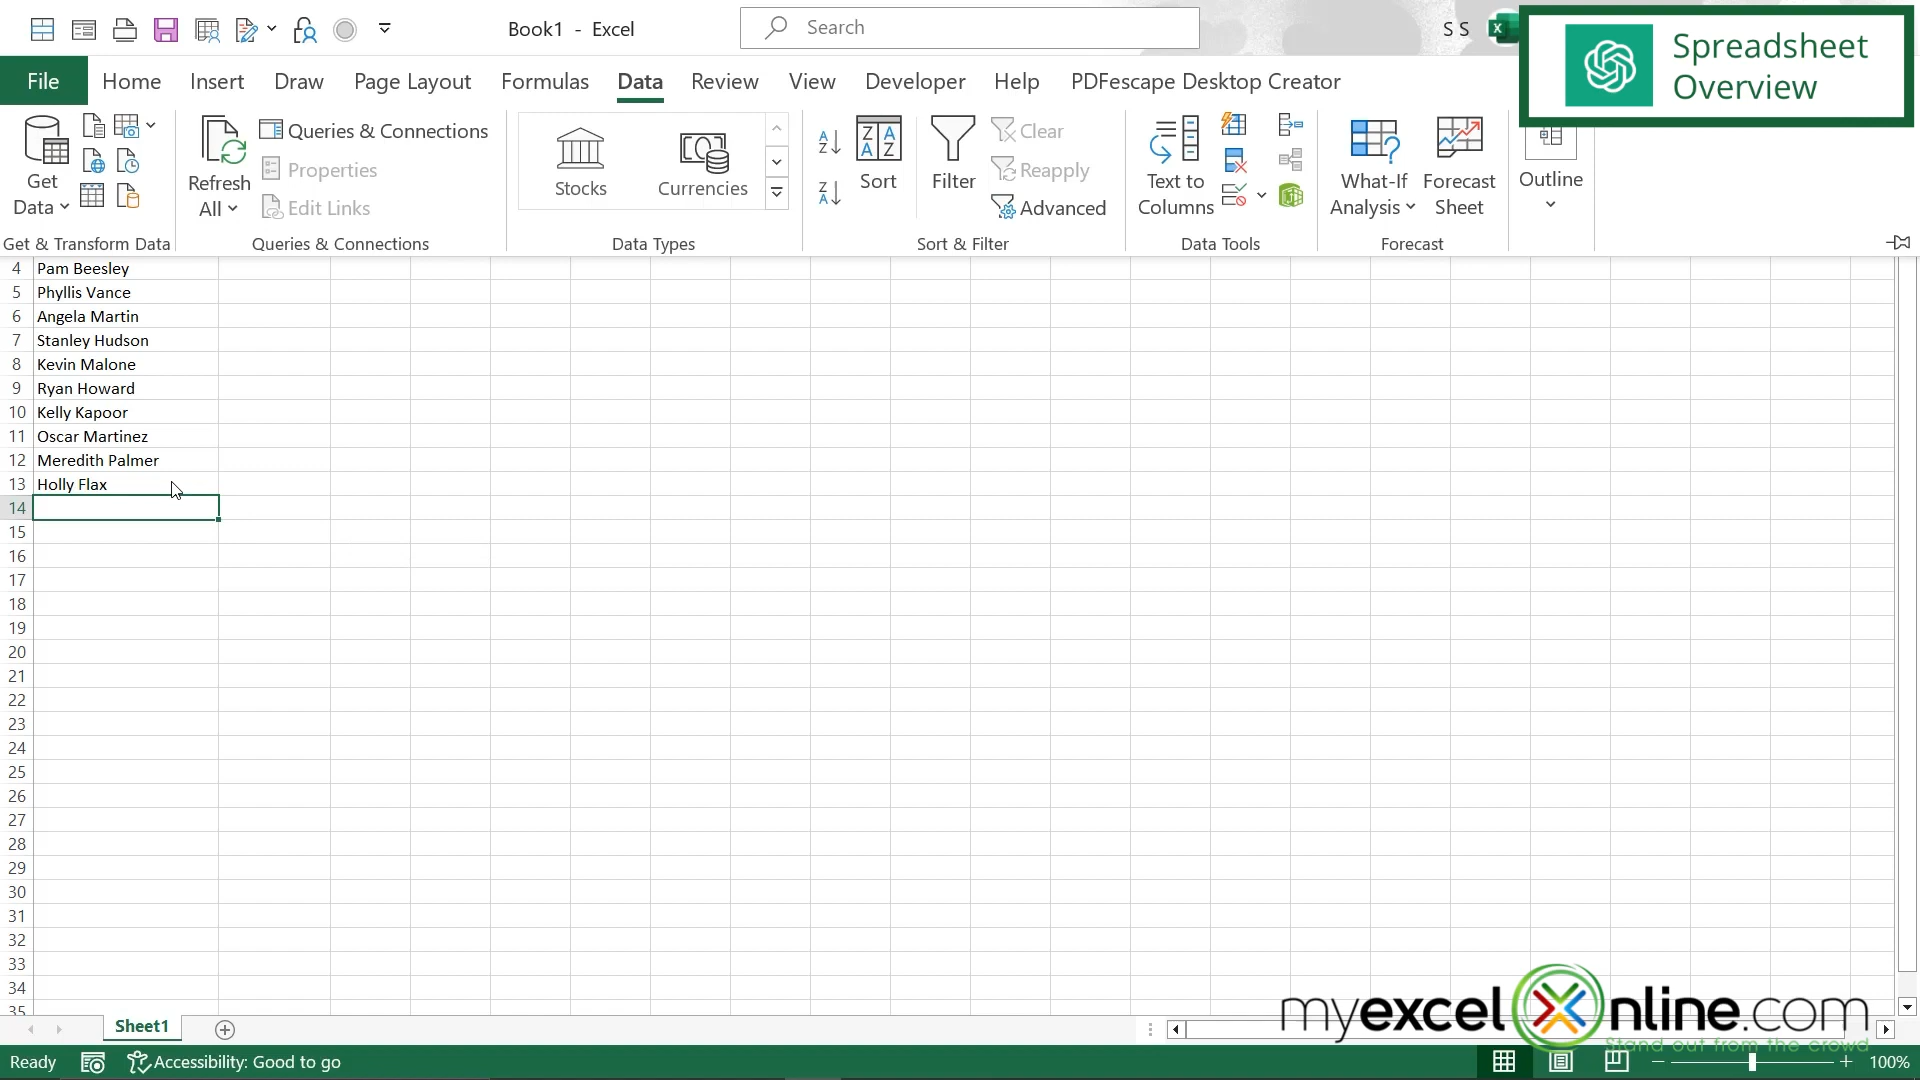 Book1 - Excel
Search
S S
Spreadsheet
Overview
File Home Insert Draw Page Layout Formulas Data Review View Developer Help PDFescape Desktop Creator
Get
Data
Refresh
All
Queries & Connections
Properties
Edit Links
Stocks
Currencies
Sort
Filter
Clear
Reapply
Advanced
Text to
Columns
What-If
Analysis
Forecast
Sheet
Outline
Get & Transform Data
Queries & Connections
Data Types
Sort & Filter
Data Tools
Forecast
4 Pam Beesley
5 Phyllis Vance
6 Angela Martin
7 Stanley Hudson
8 Kevin Malone
9 Ryan Howard
10 Kelly Kapoor
11 Oscar Martinez
12 Meredith Palmer
13 Holly Flax
14
15
16
17
18
19
20
21
22
23
24
25
26
27
28
29
30
31
32
33
34
35
myexcelOnline.com
Stand out from the crowd
Sheet1
Ready
Accessibility: Good to go
100%